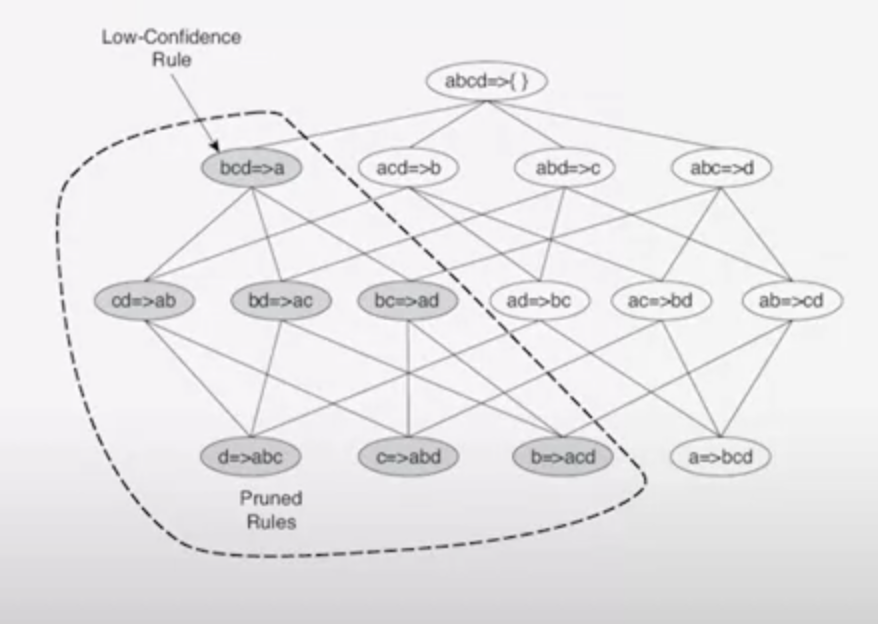 Low-Confidence
Rule
abcd=>{ }
bcd=>a
acd=>b
abd=>c
abc=>d
cd=>ab
bd=>ac
bc=>ad
ad=>bc
ac=>bd
ab=>cd
d=>abc
c=>abd
b=>acd
a=>bcd
Pruned
Rules